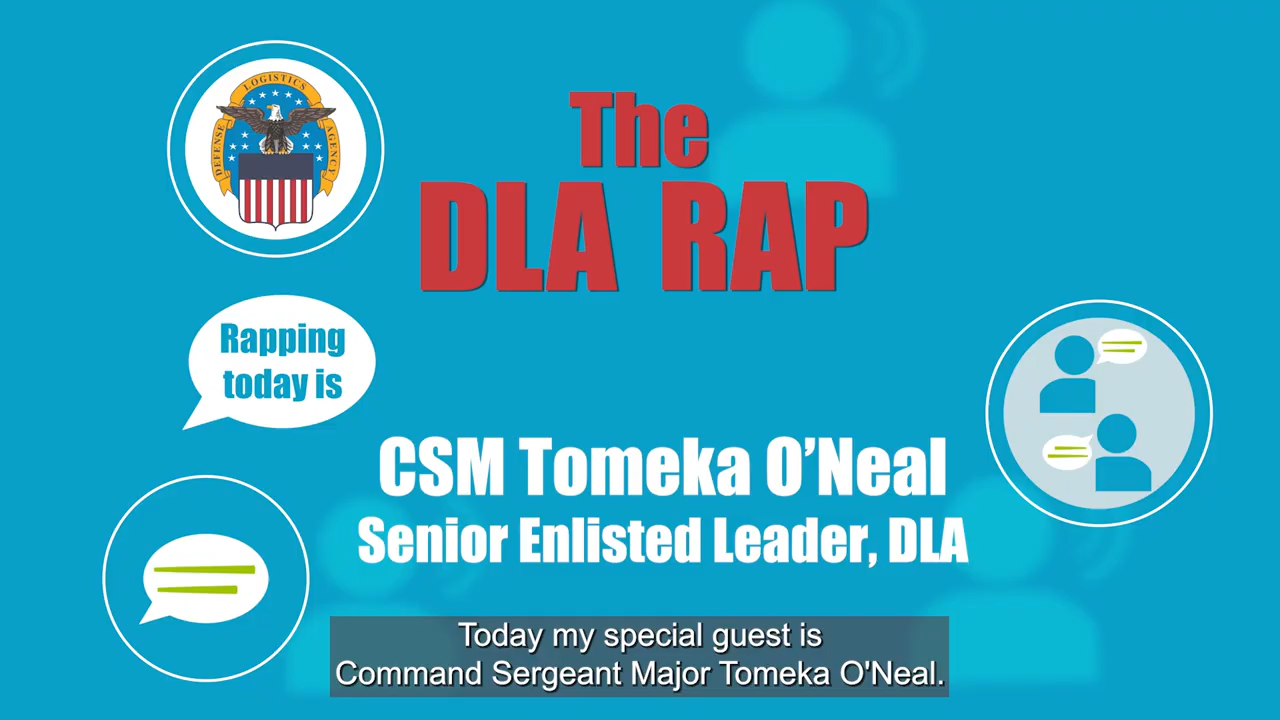 LOGISTICS
DEFENSE
AGENCY
The
DLA RAP
Rapping
today is
CSM Tomeka O’Neal
Senior Enlisted Leader, DLA
Today my special guest is
Command Sergeant Major Tomeka O'Neal.